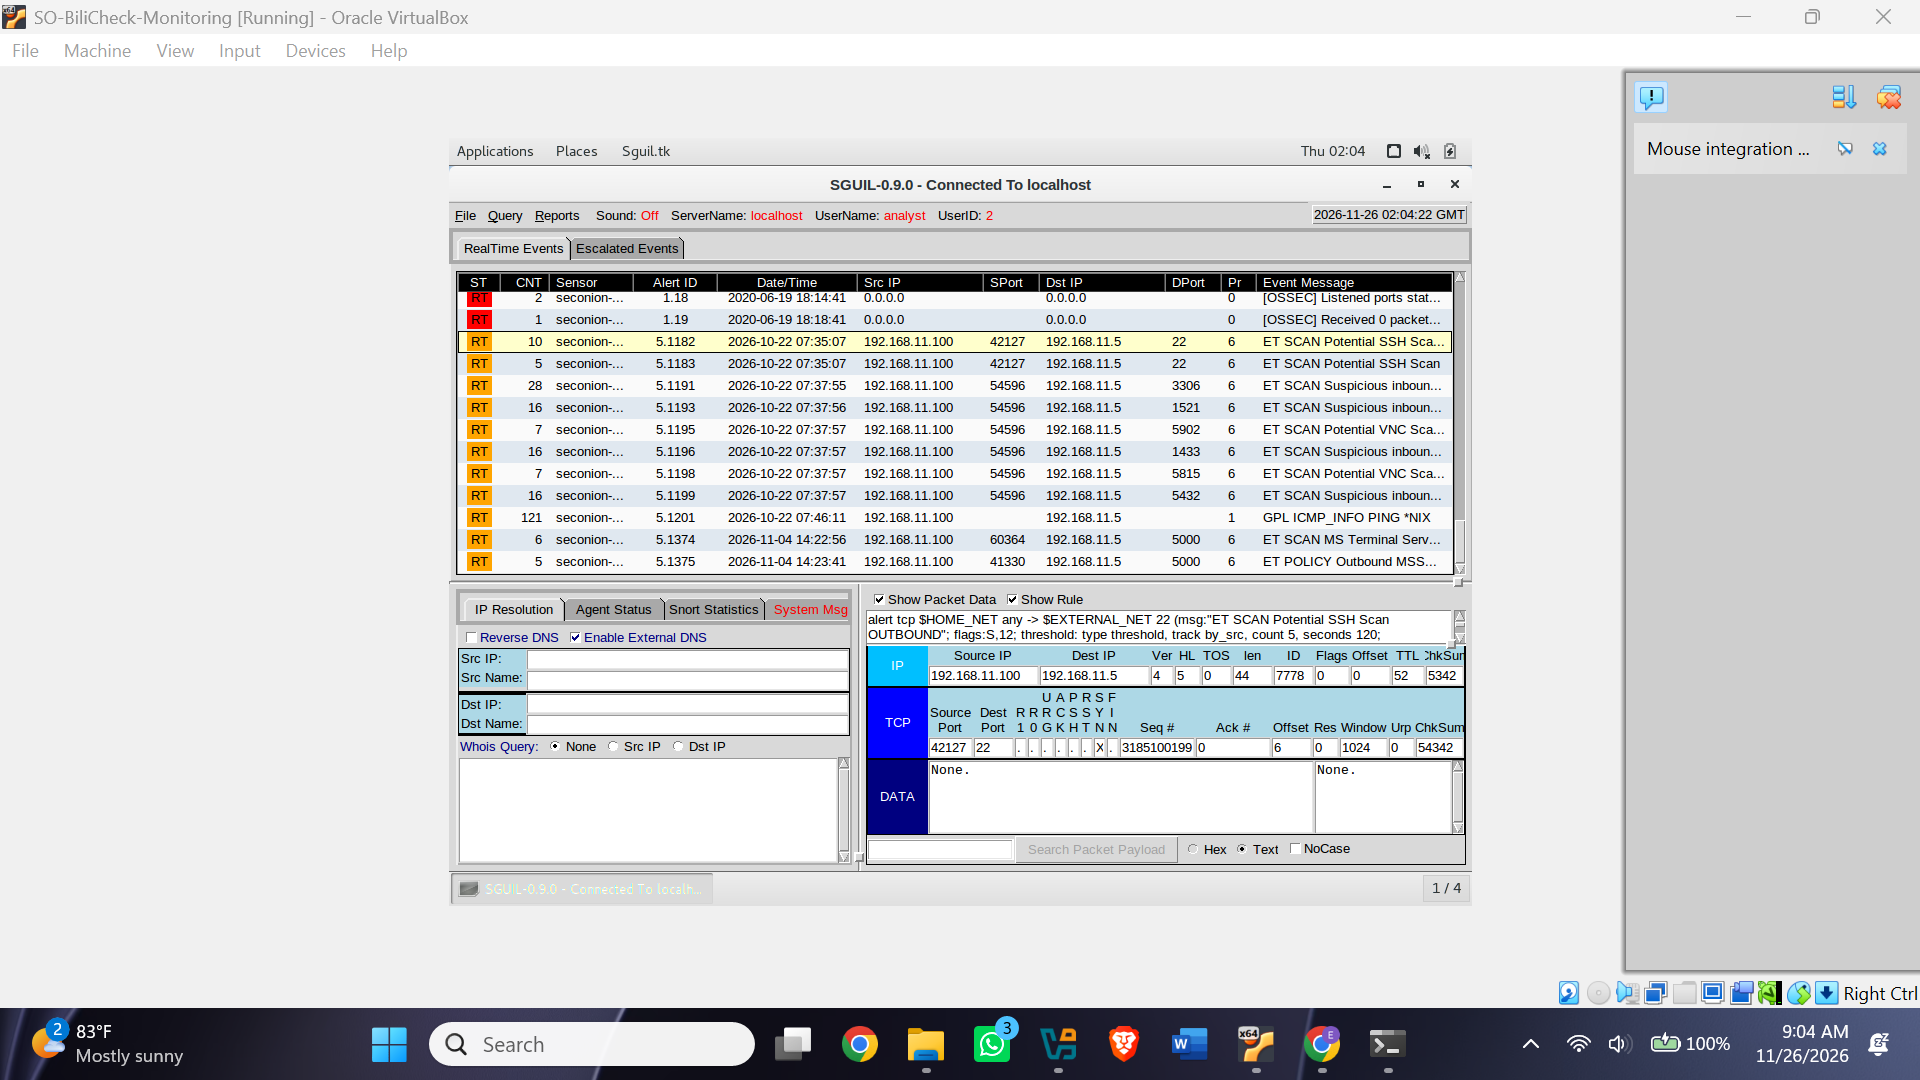 SO-BiliCheck-Monitoring [Running] - Oracle VirtualBox
File Machine View Input Devices Help
Mouse integration ...
Applications Places Sguil.tk Thu 02:04
SGUIL-0.9.0 - Connected To localhost
File Query Reports Sound: Off ServerName: localhost UserName: analyst UserID: 2 2026-11-26 02:04:22 GMT
RealTime Events Escalated Events
ST CNT Sensor Alert ID Date/Time Src IP SPort Dst IP DPort Pr Event Message
RT 2 seconion-... 1.18 2020-06-19 18:14:41 0.0.0.0 0.0.0.0 0 [OSSEC] Listened ports stat...
RT 1 seconion-... 1.19 2020-06-19 18:18:41 0.0.0.0 0.0.0.0 0 [OSSEC] Received 0 packet...
RT 10 seconion-... 5.1182 2026-10-22 07:35:07 192.168.11.100 42127 192.168.11.5 22 6 ET SCAN Potential SSH Sca...
RT 5 seconion-... 5.1183 2026-10-22 07:35:07 192.168.11.100 42127 192.168.11.5 22 6 ET SCAN Potential SSH Scan
RT 28 seconion-... 5.1191 2026-10-22 07:37:55 192.168.11.100 54596 192.168.11.5 3306 6 ET SCAN Suspicious inboun...
RT 16 seconion-... 5.1193 2026-10-22 07:37:56 192.168.11.100 54596 192.168.11.5 1521 6 ET SCAN Suspicious inboun...
RT 7 seconion-... 5.1195 2026-10-22 07:37:57 192.168.11.100 54596 192.168.11.5 5902 6 ET SCAN Potential VNC Sca...
RT 16 seconion-... 5.1196 2026-10-22 07:37:57 192.168.11.100 54596 192.168.11.5 1433 6 ET SCAN Suspicious inboun...
RT 7 seconion-... 5.1198 2026-10-22 07:37:57 192.168.11.100 54596 192.168.11.5 5815 6 ET SCAN Potential VNC Sca...
RT 16 seconion-... 5.1199 2026-10-22 07:37:57 192.168.11.100 54596 192.168.11.5 5432 6 ET SCAN Suspicious inboun...
RT 121 seconion-... 5.1201 2026-10-22 07:46:11 192.168.11.100 192.168.11.5 1 GPL ICMP_INFO PING *NIX
RT 6 seconion-... 5.1374 2026-11-04 14:22:56 192.168.11.100 60364 192.168.11.5 5000 6 ET SCAN MS Terminal Serv...
RT 5 seconion-... 5.1375 2026-11-04 14:23:41 192.168.11.100 41330 192.168.11.5 5000 6 ET POLICY Outbound MSS...
IP Resolution Agent Status Snort Statistics System Msg
Reverse DNS Enable External DNS
Src IP:
Src Name:
Dst IP:
Dst Name:
Whois Query: None Src IP Dst IP
Show Packet Data Show Rule
alert tcp $HOME_NET any -> $EXTERNAL_NET 22 (msg:"ET SCAN Potential SSH Scan
OUTBOUND"; flags:S,12; threshold: type threshold, track by_src, count 5, seconds 120;
IP
Source IP Dest IP Ver HL TOS len ID Flags Offset TTL ChkSum
192.168.11.100 192.168.11.5 4 5 0 44 7778 0 0 52 5342
TCP
U A P R S F
Source Dest R R R C S S Y I
Port Port 1 0 G K H T N N Seq # Ack # Offset Res Window Urp ChkSum
42127 22 . . . . . . X . 3185100199 0 6 0 1024 0 54342
DATA
None. None.
Search Packet Payload Hex Text NoCase
SGUIL-0.9.0 - Connected To localh...
1 / 4
Right Ctrl
2
83°F
Mostly sunny
Search
3
x64
E
100%
9:04 AM
11/26/2026